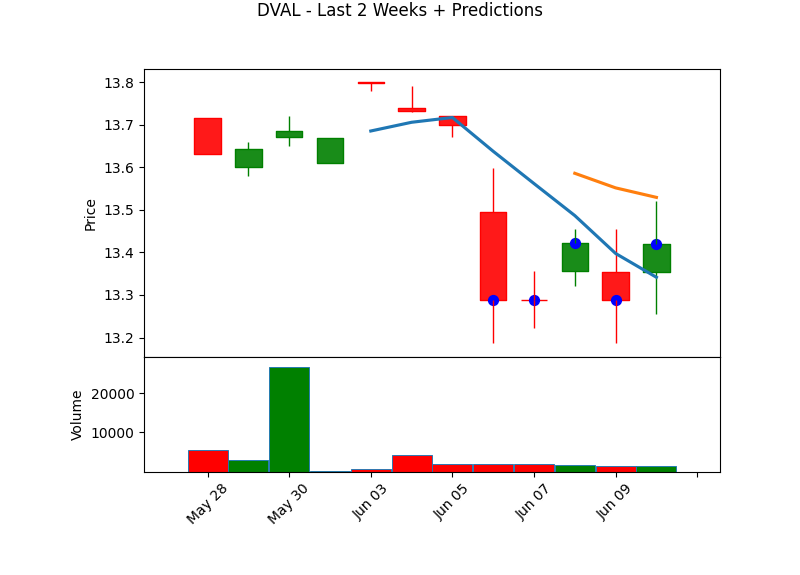 DVAL - Last 2 Weeks + Predictions
13.8
13.7
13.6
13.5
13.4
13.3
13.2
Price
20000
10000
Volume
May 28
May 30
Jun 03
Jun 05
Jun 07
Jun 09